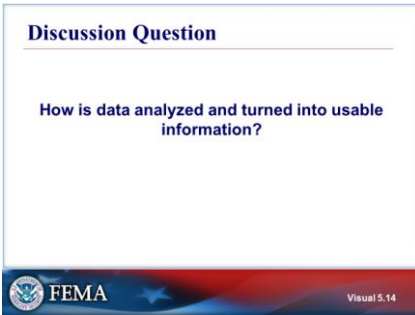 Discussion Question
How is data analyzed and turned into usable
information?
FEMA
Visual 5.14